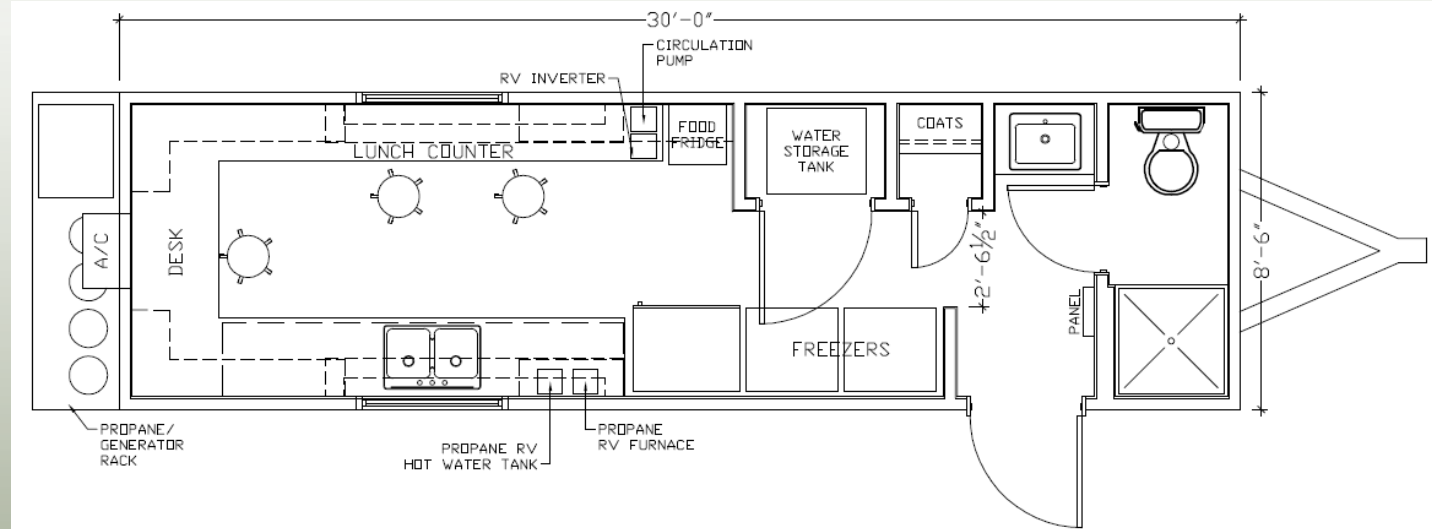 30'-0"
CIRCULATION
PUMP
RV INVERTER
FOOD
FRIDGE
WATER
STORAGE
TANK
COATS
LUNCH COUNTER
A/C
DESK
2'-6½"
8'-6"
PANEL
FREEZERS
PROPANE/
GENERATOR
RACK
PROPANE RV
HOT WATER TANK
PROPANE
RV FURNACE